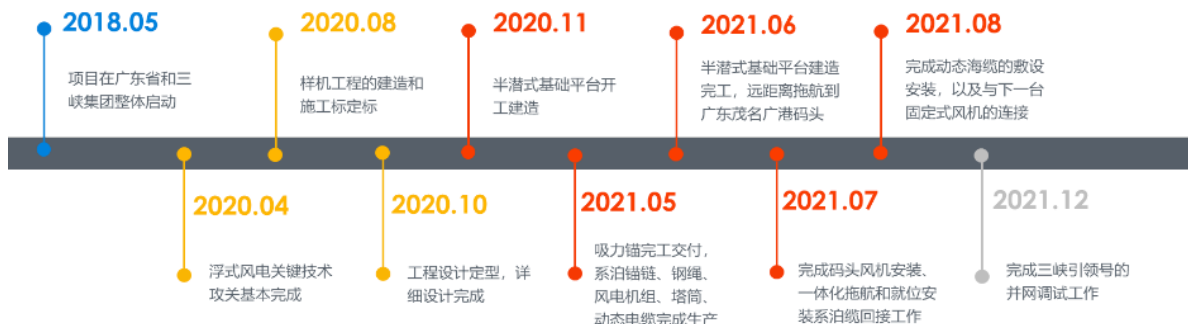 2018.05
项目在广东省和三
峡集团整体启动
2020.08
样机工程的建造和
施工标定标
2020.11
半潜式基础平台开
工建造
2021.06
半潜式基础平台建造
完工，远距离拖航到
广东茂名广港码头
2021.08
完成动态海缆的敷设
安装，以及与下一台
固定式风机的连接
2020.04
浮式风电关键技术
攻关基本完成
2020.10
工程设计定型，详
细设计完成
2021.05
吸力锚完工交付，
系泊锚链、钢绳、
风电机组、塔筒、
动态电缆完成生产
2021.07
完成码头风机安装、
一体化拖航和就位安
装系泊缆回接工作
2021.12
完成三峡引领号的
并网调试工作